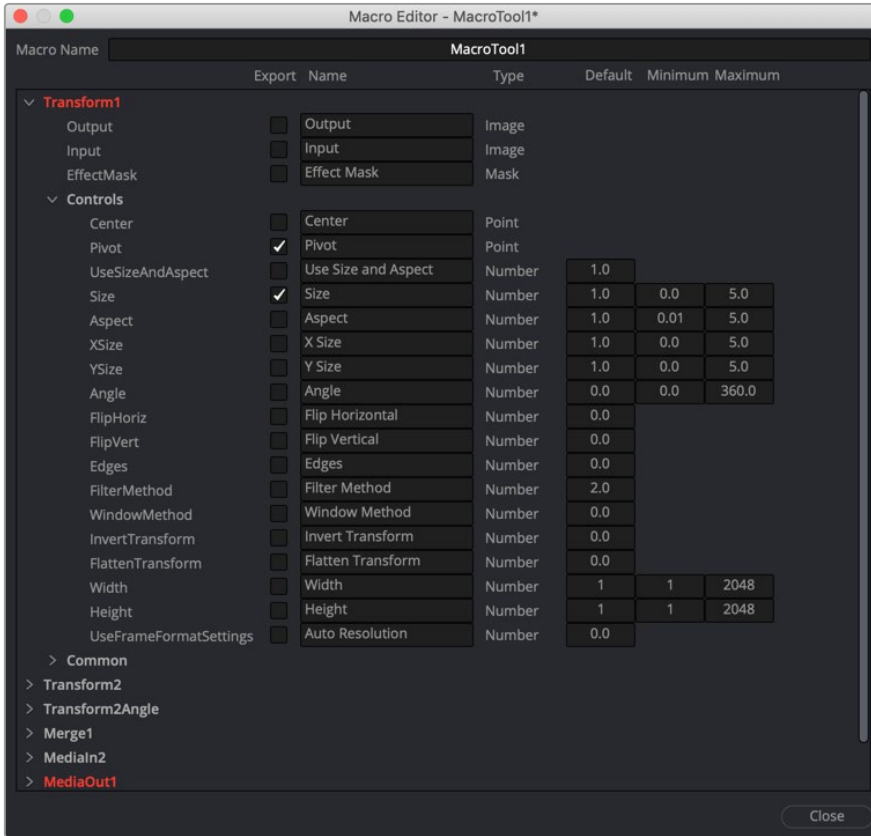 Macro Editor - MacroTool1*
Macro Name MacroTool1
Export Name Type Default Minimum Maximum
Transform1
Output Output Image
Input Input Image
EffectMask Effect Mask Mask
Controls
Center Center Point
Pivot Pivot Point
UseSizeAndAspect Use Size and Aspect Number 1.0
Size Size Number 1.0 0.0 5.0
Aspect Aspect Number 1.0 0.01 5.0
XSize X Size Number 1.0 0.0 5.0
YSize Y Size Number 1.0 0.0 5.0
Angle Angle Number 0.0 0.0 360.0
FlipHoriz Flip Horizontal Number 0.0
FlipVert Flip Vertical Number 0.0
Edges Edges Number 0.0
FilterMethod Filter Method Number 2.0
WindowMethod Window Method Number 0.0
InvertTransform Invert Transform Number 0.0
FlattenTransform Flatten Transform Number 0.0
Width Width Number 1 1 2048
Height Height Number 1 1 2048
UseFrameFormatSettings Auto Resolution Number 0.0
Common
Transform2
Transform2Angle
Merge1
MediaIn2
MediaOut1
Close